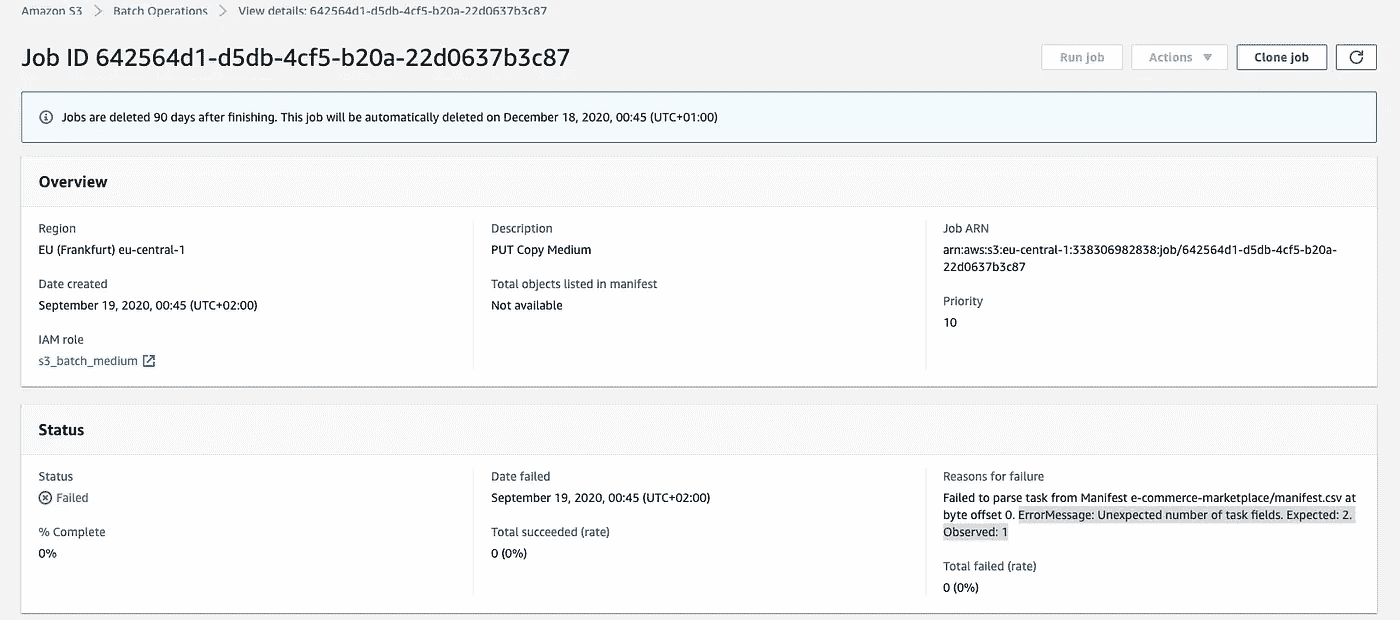 Amazon S3 > Batch Operations > View details: 642564d1-d5db-4cf5-b20a-22d0637b3c87
Job ID 642564d1-d5db-4cf5-b20a-22d0637b3c87
Run job Actions ▼ Clone job
Jobs are deleted 90 days after finishing. This job will be automatically deleted on December 18, 2020, 00:45 (UTC+01:00)
Overview
Region
EU (Frankfurt) eu-central-1
Date created
September 19, 2020, 00:45 (UTC+02:00)
IAM role
s3_batch_medium
Description
PUT Copy Medium
Total objects listed in manifest
Not available
Job ARN
arn:aws:s3:eu-central-1:338306982838:job/642564d1-d5db-4cf5-b20a-
22d0637b3c87
Priority
10
Status
Status
Failed
% Complete
0%
Date failed
September 19, 2020, 00:45 (UTC+02:00)
Total succeeded (rate)
0 (0%)
Reasons for failure
Failed to parse task from Manifest e-commerce-marketplace/manifest.csv at
byte offset 0. ErrorMessage: Unexpected number of task fields. Expected: 2.
Observed: 1
Total failed (rate)
0 (0%)